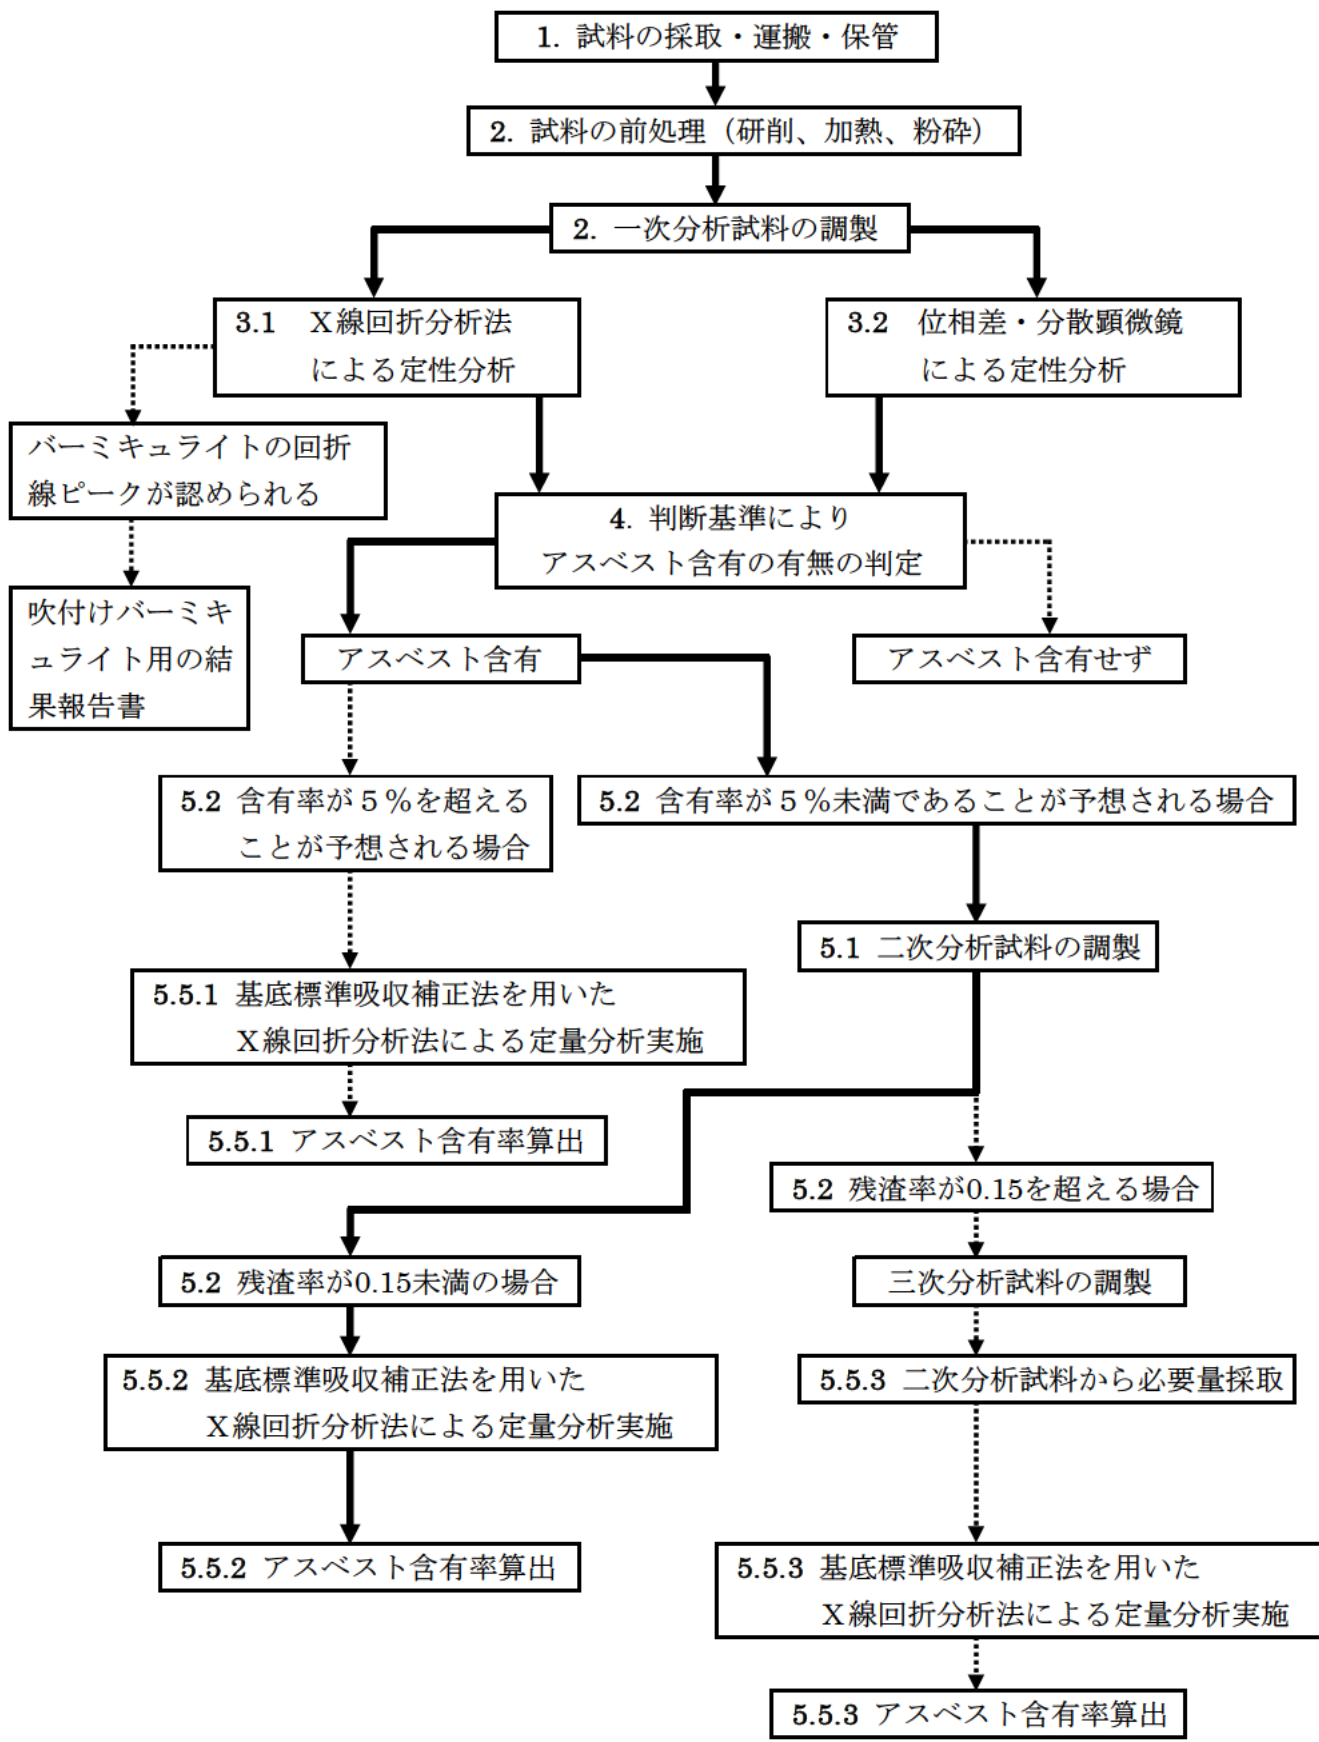 1. 試料の採取・運搬・保管
2. 試料の前処理（研削、加熱、粉砕）
2. 一次分析試料の調製
3.1 Ｘ線回折分析法
による定性分析
3.2 位相差・分散顕微鏡
による定性分析
バーミキュライトの回折
線ピークが認められる
4. 判断基準により
アスベスト含有の有無の判定
吹付けバーミキ
ュライト用の結
果報告書
アスベスト含有
アスベスト含有せず
5.2 含有率が５％を超える
ことが予想される場合
5.2 含有率が５％未満であることが予想される場合
5.1 二次分析試料の調製
5.5.1 基底標準吸収補正法を用いた
Ｘ線回折分析法による定量分析実施
5.5.1 アスベスト含有率算出
5.2 残渣率が0.15を超える場合
5.2 残渣率が0.15未満の場合
三次分析試料の調製
5.5.2 基底標準吸収補正法を用いた
Ｘ線回折分析法による定量分析実施
5.5.3 二次分析試料から必要量採取
5.5.2 アスベスト含有率算出
5.5.3 基底標準吸収補正法を用いた
Ｘ線回折分析法による定量分析実施
5.5.3 アスベスト含有率算出